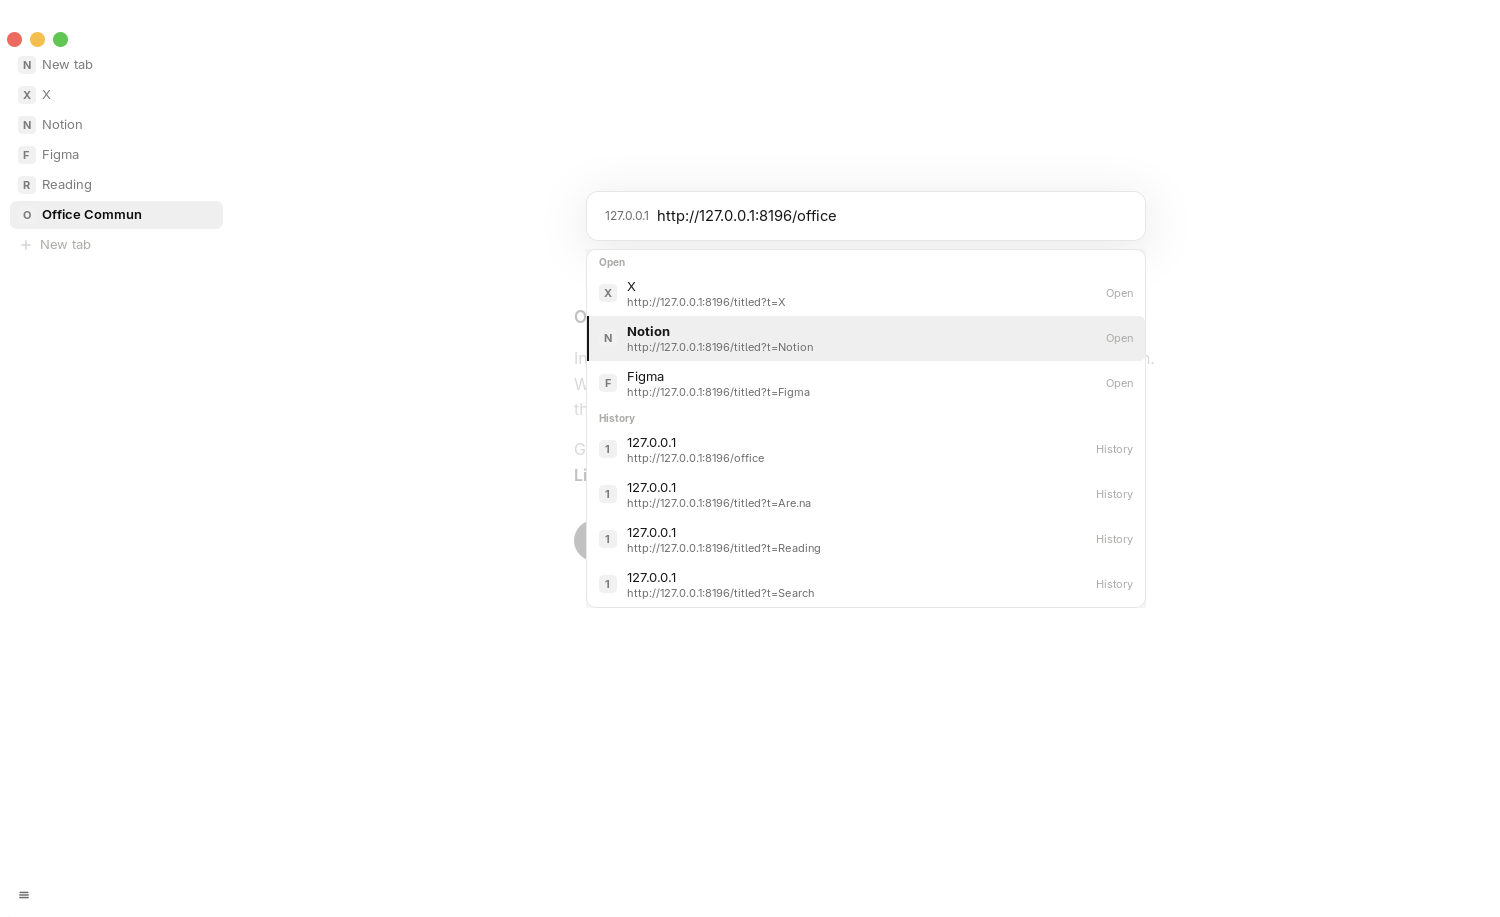 N New tab
X X
N Notion
F Figma
R Reading
O Office Commun
+ New tab
127.0.0.1 http://127.0.0.1:8196/office
Open
X X Open
http://127.0.0.1:8196/titled?t=X
N Notion Open
http://127.0.0.1:8196/titled?t=Notion
F Figma Open
http://127.0.0.1:8196/titled?t=Figma
History
1 127.0.0.1 History
http://127.0.0.1:8196/office
1 127.0.0.1 History
http://127.0.0.1:8196/titled?t=Are.na
1 127.0.0.1 History
http://127.0.0.1:8196/titled?t=Reading
1 127.0.0.1 History
http://127.0.0.1:8196/titled?t=Search